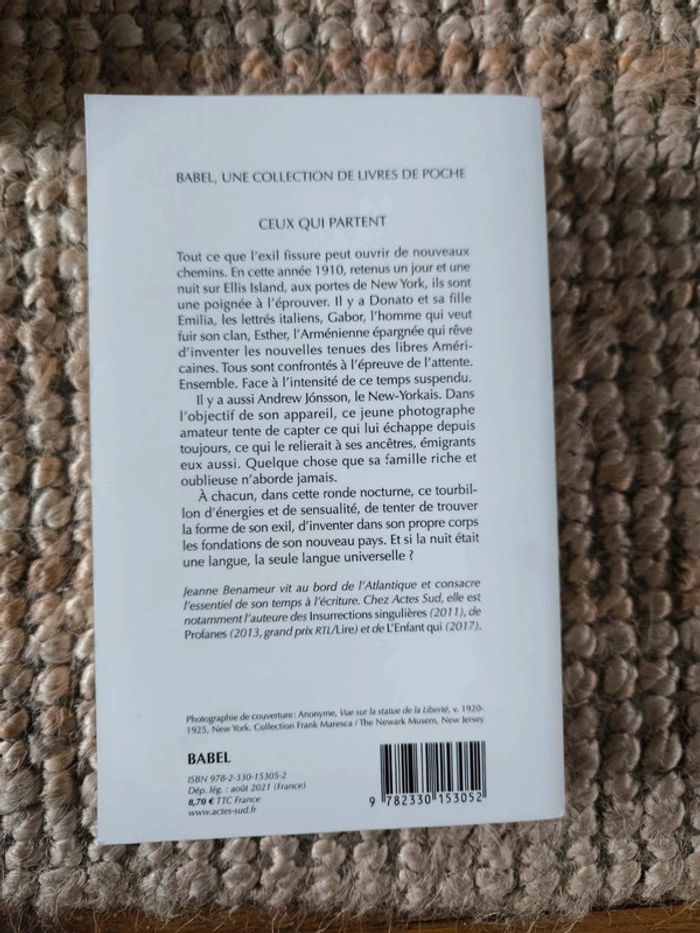 BABEL, UNE COLLECTION DE LIVRES DE POCHE
CEUX QUI PARTENT
Tout ce que l'exil fissure peut ouvrir de nouveaux
chemins. En cette année 1910, retenus un jour et une
nuit sur Ellis Island, aux portes de New York, ils sont
une poignée à l'éprouver. Il y a Donato et sa fille
Emilia, les lettrés italiens, Gabor, l'homme qui veut
fuir son clan, Esther, l'Arménienne épargnée qui rêve
d'inventer les nouvelles tenues des libres Améri-
caines. Tous sont confrontés à l'épreuve de l'attente.
Ensemble. Face à l'intensité de ce temps suspendu.
Il y a aussi Andrew Jónsson, le New-Yorkais. Dans
l'objectif de son appareil, ce jeune photographe
amateur tente de capter ce qui lui échappe depuis
toujours, ce qui le relierait à ses ancêtres, émigrants
eux aussi. Quelque chose que sa famille riche et
oublieuse n'aborde jamais.
À chacun, dans cette ronde nocturne, ce tourbil-
lon d'énergies et de sensualité, de tenter de trouver
la forme de son exil, d'inventer dans son propre corps
les fondations de son nouveau pays. Et si la nuit était
une langue, la seule langue universelle ?
Jeanne Benameur vit au bord de l'Atlantique et consacre
l'essentiel de son temps à l'écriture. Chez Actes Sud, elle est
notamment l'auteure des Insurrections singulières (2011), de
Profanes (2013, grand prix RTL/Lire) et de L'Enfant qui (2017).
Photographie de couverture : Anonyme, Vue sur la statue de la Liberté, v. 1920-
1925, New York. Collection Frank Maresca / The Newark Musem, New Jersey
BABEL
ISBN 978-2-330-15305-2
Dép. lég. : août 2021 (France)
8,70 € TTC France
www.actes-sud.fr
9 782330 153052